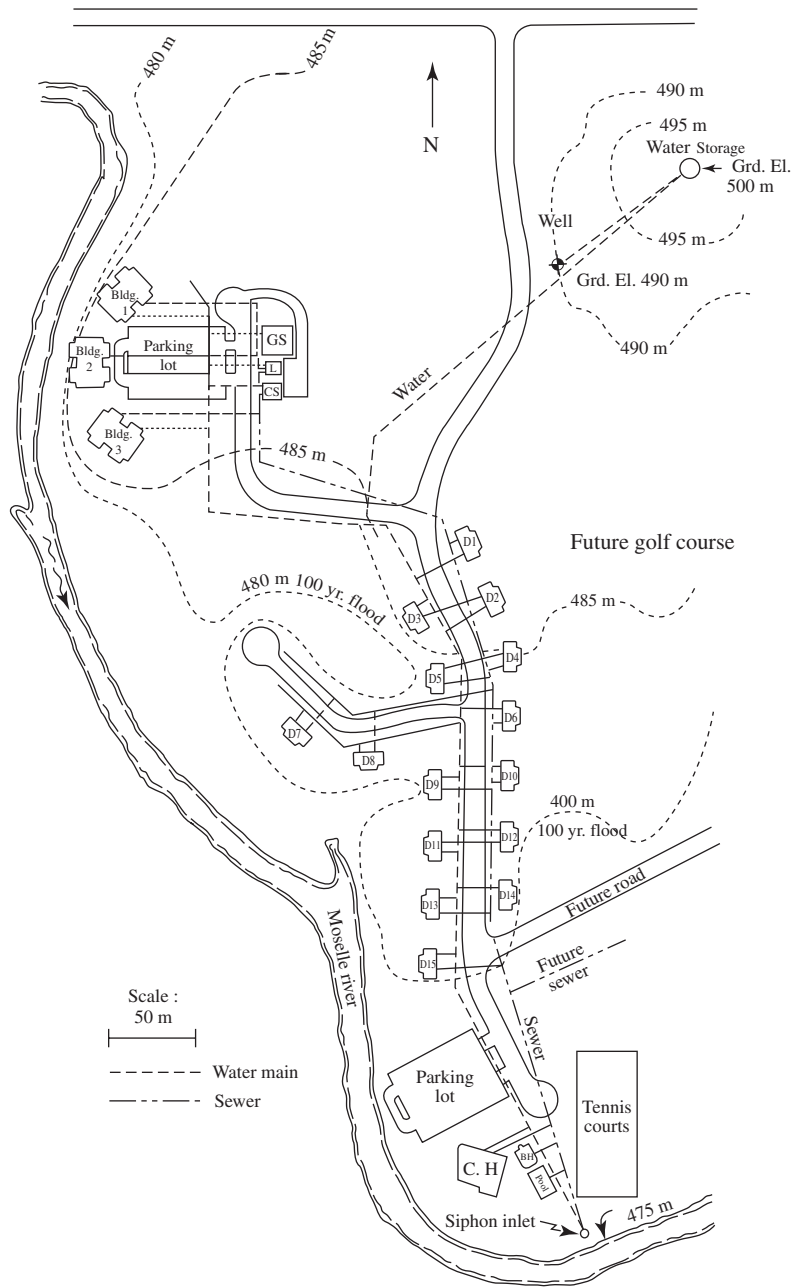 480 m
485 m
N
490 m
495 m
Water Storage
Grd. El.
500 m
Well
495 m
Grd. El. 490 m
490 m
Bldg.
1
Bldg.
2
Parking
lot
GS
L
CS
Bldg.
3
Water
485 m
D1
Future golf course
D2
D3
480 m 100 yr. flood
485 m
D4
D5
D6
D7
D8
D9
D10
400 m
100 yr. flood
D11
D12
D13
D14
Future road
D15
Future
sewer
Moselle river
Scale :
50 m
Water main
Sewer
Sewer
Parking
lot
Tennis
courts
C. H
BH
Pool
Siphon inlet
475 m